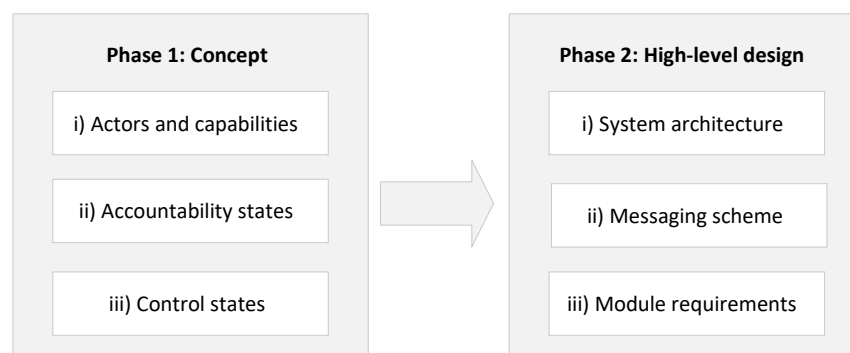 Phase 1: Concept
i) Actors and capabilities
ii) Accountability states
iii) Control states
Phase 2: High-level design
i) System architecture
ii) Messaging scheme
iii) Module requirements